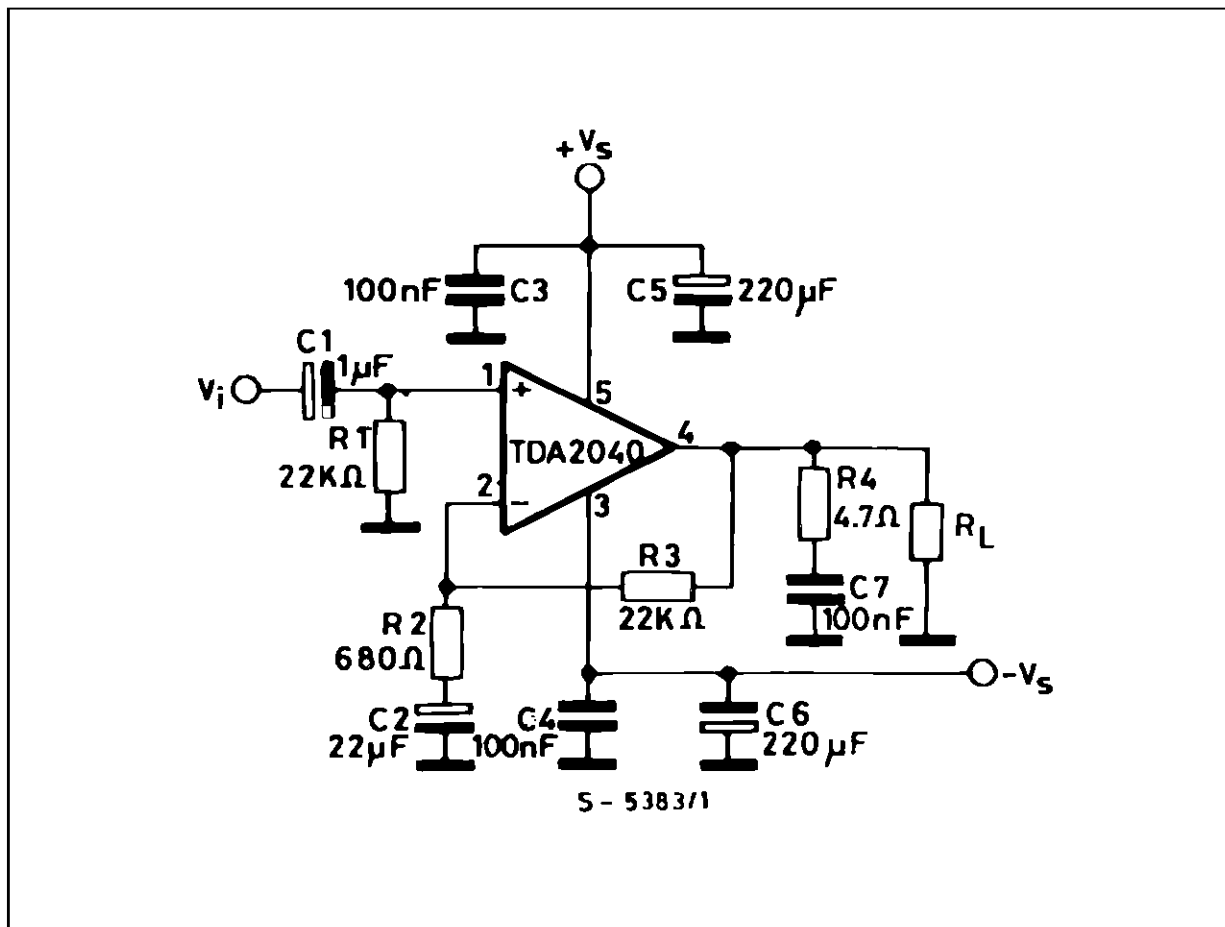 +Vs
100nF
C3
C5
220µF
C1
1µF
Vi
1
+
5
R1
22KΩ
TDA2040
4
2
-
3
R4
4.7Ω
RL
R3
22KΩ
C7
100nF
R2
680Ω
-Vs
C2
22µF
C4
100nF
C6
220µF
S-5383/1